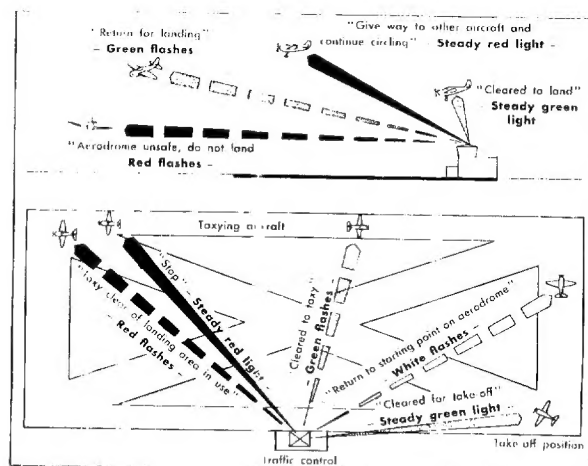 "Return for landing"
- Green flashes -
"Give way to other aircraft and
continue circling" - Steady red light -
"Cleared to land"
- Steady green
light
"Aerodrome unsafe, do not land
Red flashes -
Taxying aircraft
"Stop"
- Steady red light
"Taxy clear of landing area in use"
- Red flashes -
Cleared to taxy"
Green flashes
"Return to starting point on aerodrome"
White flashes -
"Cleared for take-off"
Steady green light -
Take off position
Traffic control